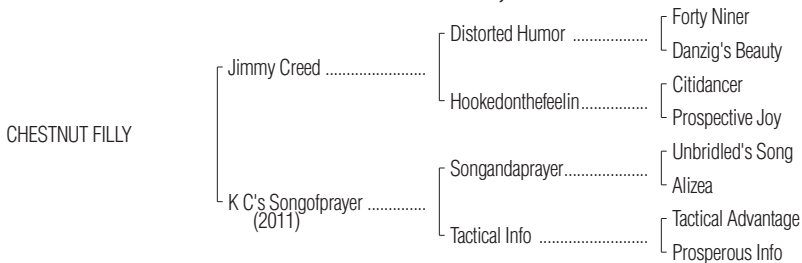 Forty Niner
Distorted Humor ..................
Danzig's Beauty
Jimmy Creed ........................
Citidancer
Hookedonthefeelin................
Prospective Joy
CHESTNUT FILLY
Unbridled's Song
Songandaprayer....................
Alizea
K C's Songofprayer ..............
(2011)
Tactical Advantage
Tactical Info ..........................
Prosperous Info